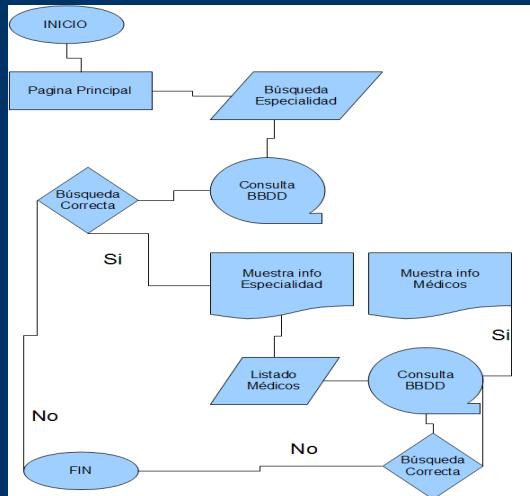 INICIO
Pagina Principal
Búsqueda
Especialidad
Búsqueda
Correcta
Consulta
BBDD
Si
Muestra info
Especialidad
Muestra info
Médicos
Si
Listado
Médicos
Consulta
BBDD
No
No
FIN
Búsqueda
Correcta